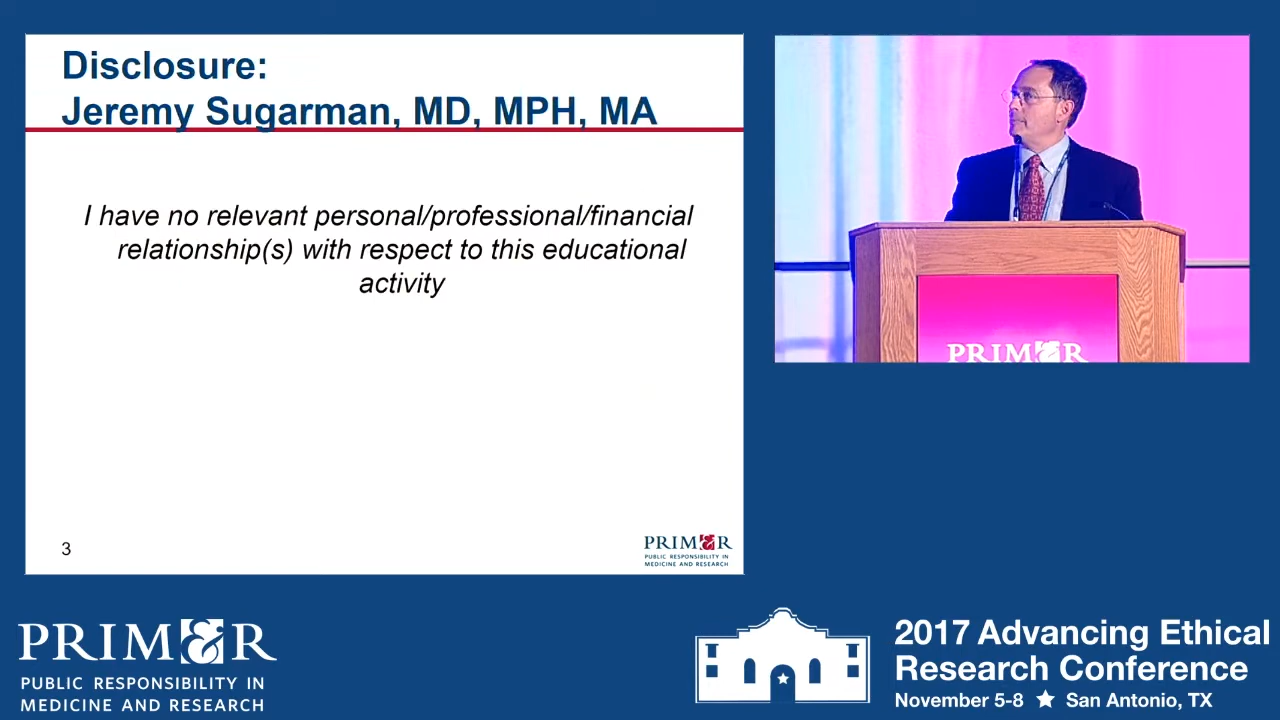 Disclosure:
Jeremy Sugarman, MD, MPH, MA
I have no relevant personal/professional/financial
relationship(s) with respect to this educational
activity
3
PRIM&R
PUBLIC RESPONSIBILITY IN
MEDICINE AND RESEARCH
PRIM&R
PRIM&R
PUBLIC RESPONSIBILITY IN
MEDICINE AND RESEARCH
2017 Advancing Ethical
Research Conference
November 5-8 ★ San Antonio, TX